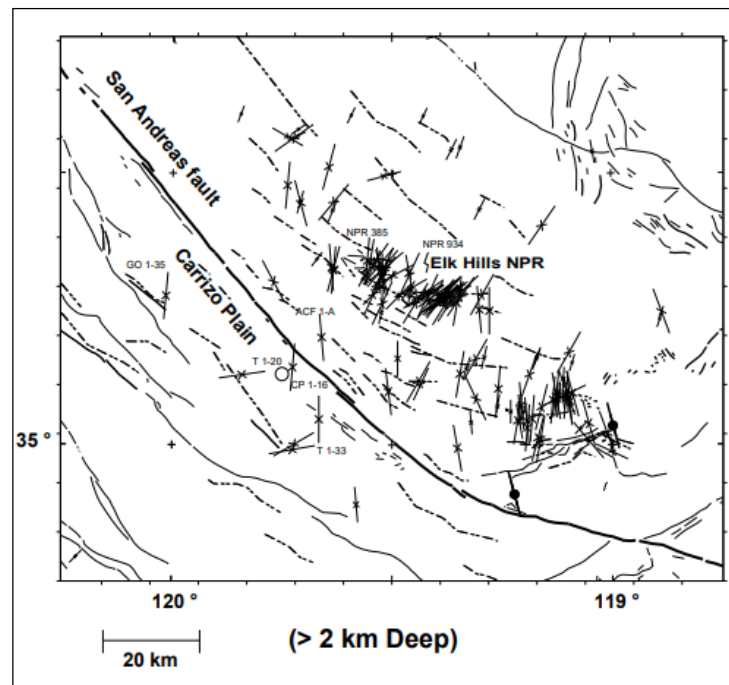 San Andreas fault
NPR 385
NPR 934
Elk Hills NPR
GO 1-35
Carrizo Plain
ACF 1-A
T 1-20
CP 1-16
T 1-33
35 °
120 °
119 °
20 km
(> 2 km Deep)